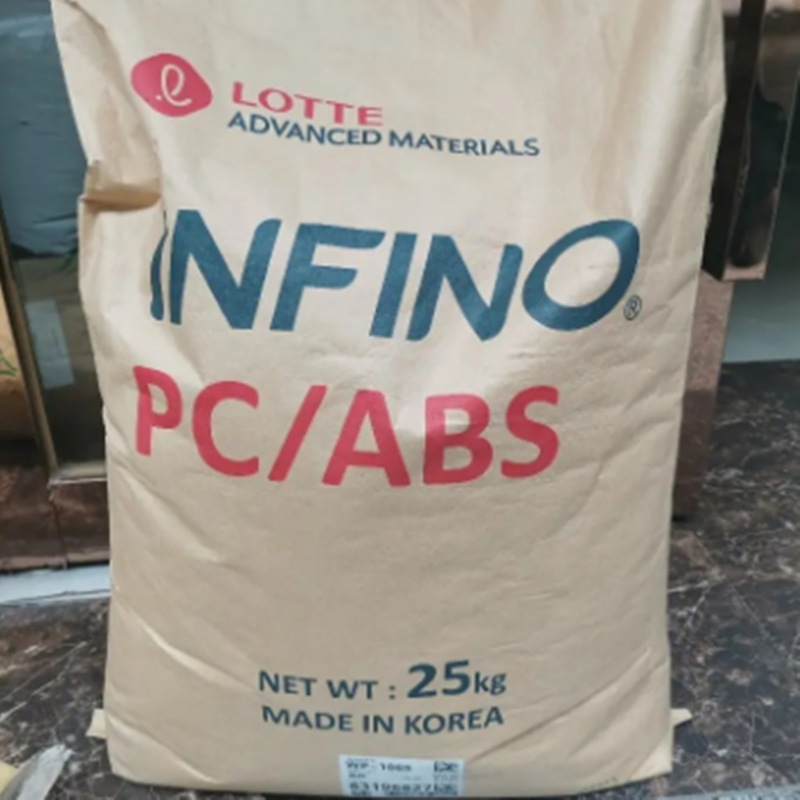 LOTTE
ADVANCED MATERIALS
INFINO®
PC/ABS
NET WT : 25kg
MADE IN KOREA